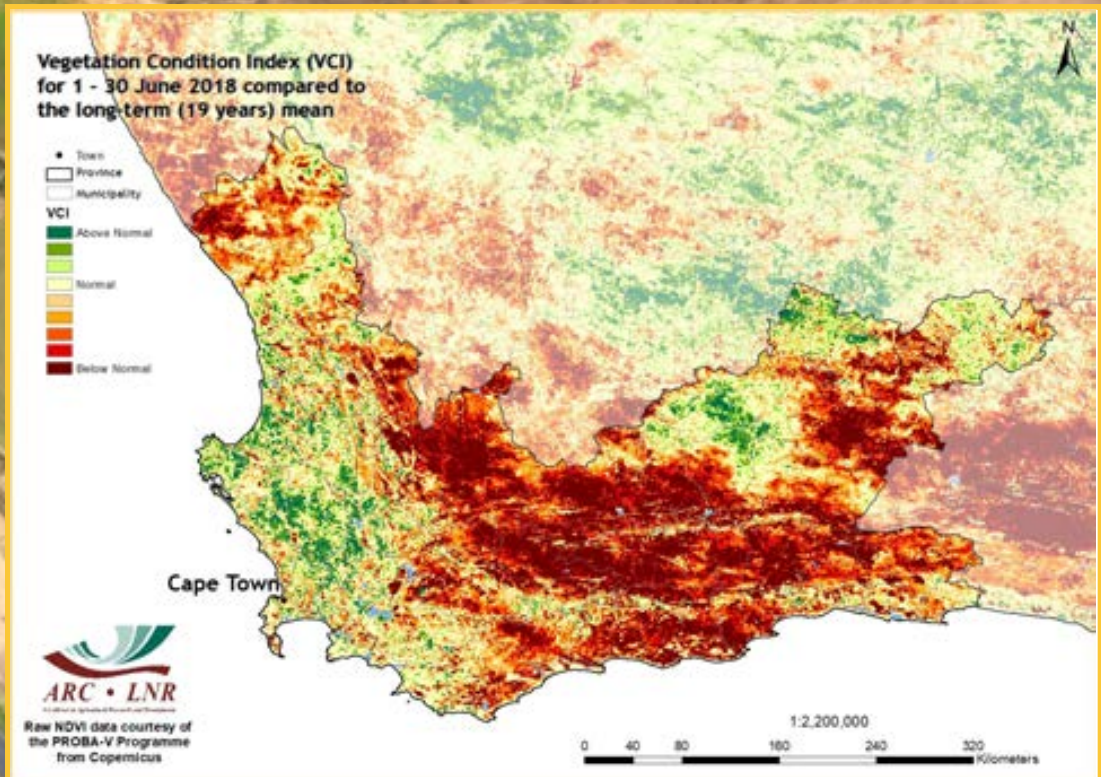 Vegetation Condition Index (VCI)
for 1 - 30 June 2018 compared to
the long-term (19 years) mean
N
Town
Province
Municipality
VCI
Above Normal
Normal
Below Normal
Cape Town
ARC • LNR
Raw NDVI data courtesy of
the PROBA-V Programme
from Copernicus
1:2,200,000
0 40 80 160 240 320
Kilometers